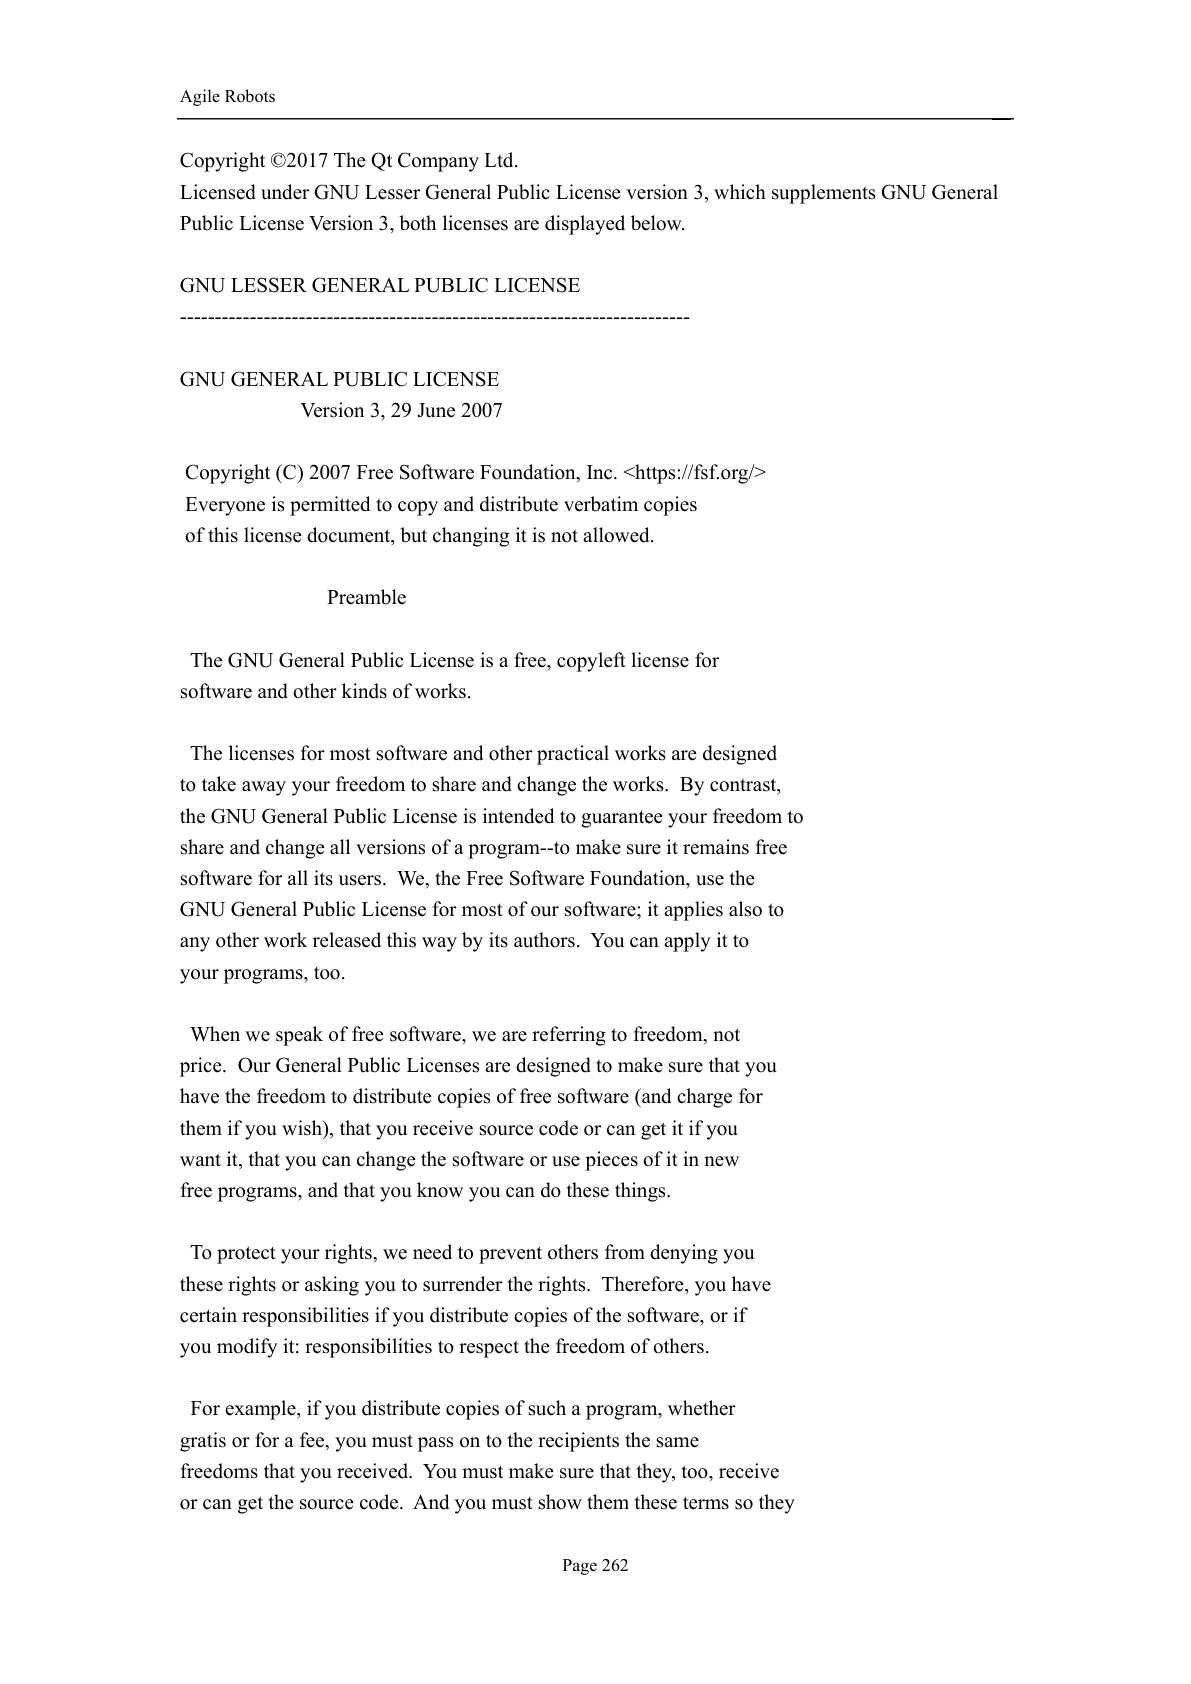 Agile Robots
Copyright ©2017 The Qt Company Ltd.
Licensed under GNU Lesser General Public License version 3, which supplements GNU General
Public License Version 3, both licenses are displayed below.
GNU LESSER GENERAL PUBLIC LICENSE
-------------------------------------------------------------------------
GNU GENERAL PUBLIC LICENSE
Version 3, 29 June 2007
Copyright (C) 2007 Free Software Foundation, Inc. <https://fsf.org/>
Everyone is permitted to copy and distribute verbatim copies
of this license document, but changing it is not allowed.
Preamble
The GNU General Public License is a free, copyleft license for
software and other kinds of works.
The licenses for most software and other practical works are designed
to take away your freedom to share and change the works.  By contrast,
the GNU General Public License is intended to guarantee your freedom to
share and change all versions of a program--to make sure it remains free
software for all its users.  We, the Free Software Foundation, use the
GNU General Public License for most of our software; it applies also to
any other work released this way by its authors.  You can apply it to
your programs, too.
When we speak of free software, we are referring to freedom, not
price.  Our General Public Licenses are designed to make sure that you
have the freedom to distribute copies of free software (and charge for
them if you wish), that you receive source code or can get it if you
want it, that you can change the software or use pieces of it in new
free programs, and that you know you can do these things.
To protect your rights, we need to prevent others from denying you
these rights or asking you to surrender the rights.  Therefore, you have
certain responsibilities if you distribute copies of the software, or if
you modify it: responsibilities to respect the freedom of others.
For example, if you distribute copies of such a program, whether
gratis or for a fee, you must pass on to the recipients the same
freedoms that you received.  You must make sure that they, too, receive
or can get the source code.  And you must show them these terms so they
Page 262